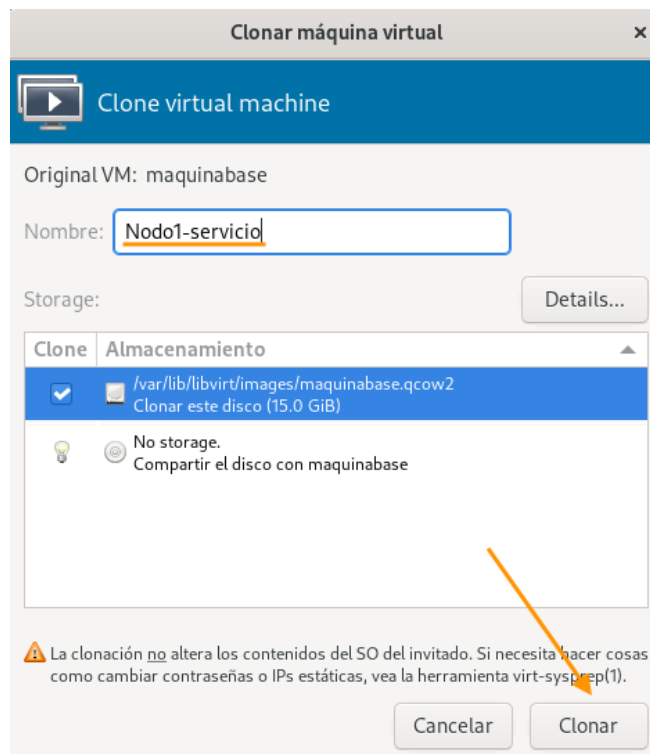 Clonar máquina virtual ×
Clone virtual machine
Original VM: maquinabase
Nombre: Nodo1-servicio
Storage: Details...
Clone Almacenamiento
/var/lib/libvirt/images/maquinabase.qcow2
Clonar este disco (15.0 GiB)
No storage.
Compartir el disco con maquinabase
La clonación no altera los contenidos del SO del invitado. Si necesita hacer cosas
como cambiar contraseñas o IPs estáticas, vea la herramienta virt-sysprep(1).
Cancelar Clonar